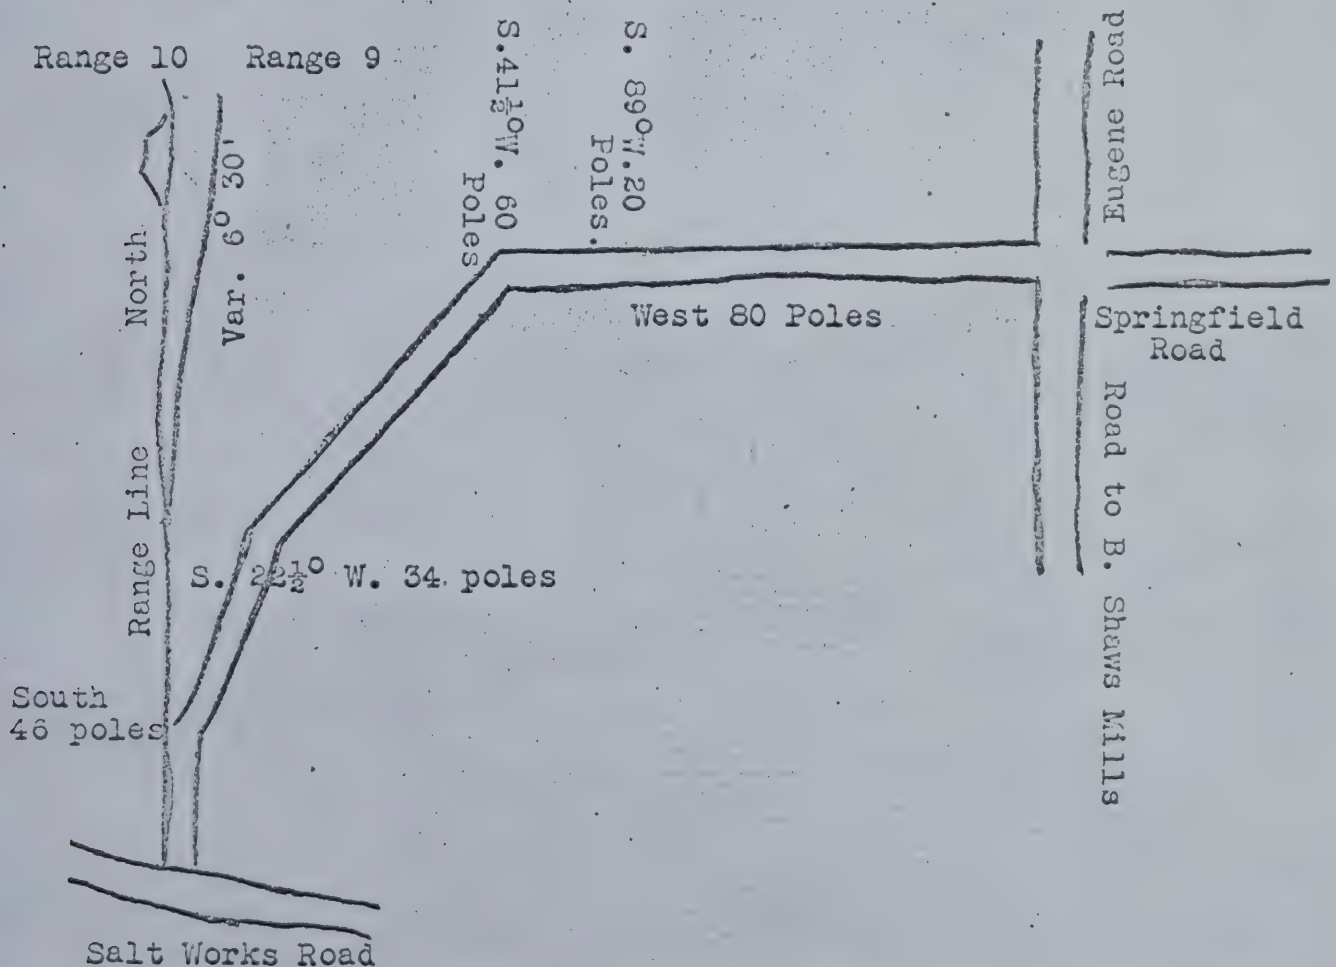 Range 10 Range 9
S.41½°W. 60
Poles
S. 89°W.20
Poles.
Eugene Road
North
Var. 6° 30'
West 80 Poles
Springfield
Road
Range Line
Road to B. Shaws Mills
S. 22½° W. 34 poles
South
46 poles
Salt Works Road